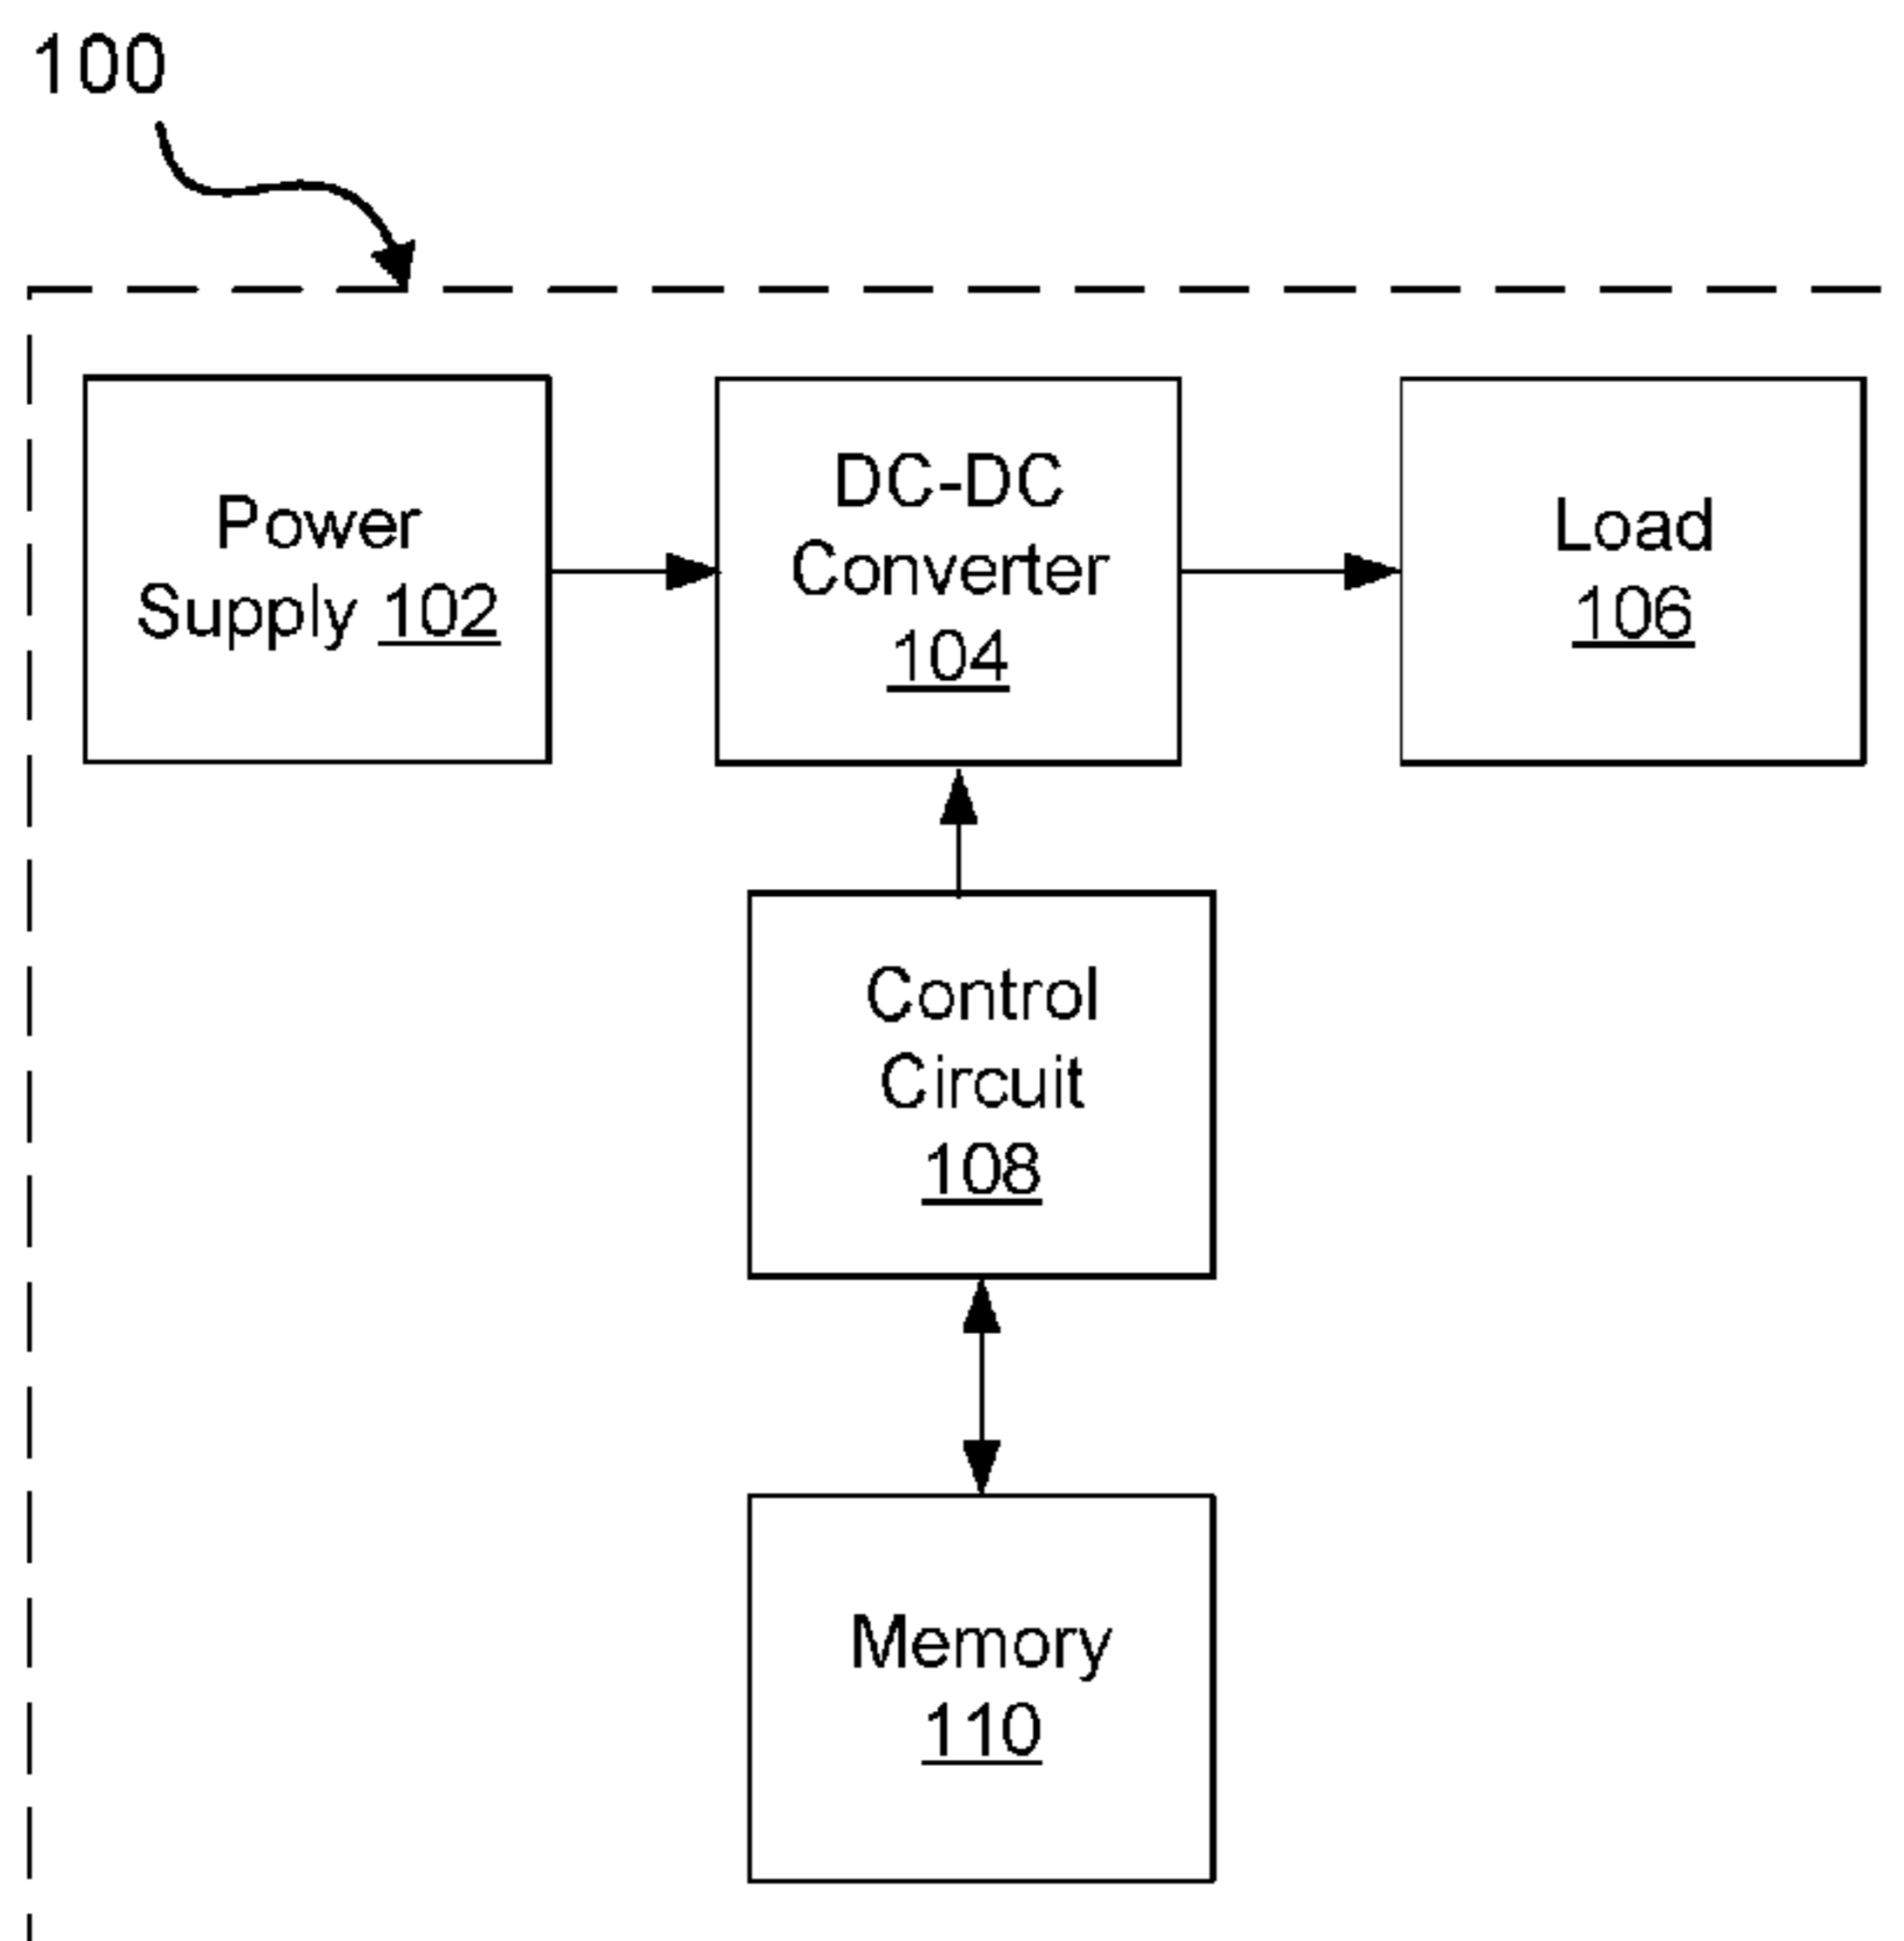 100
Power
Supply 102
DC-DC
Converter
104
Load
106
Control
Circuit
108
Memory
110